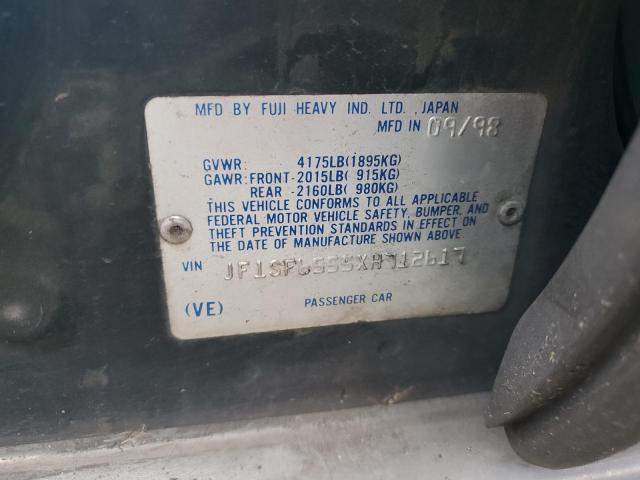 MFD BY FUJI HEAVY IND. LTD., JAPAN
MFD IN 09/98
GVWR: 4175LB(1895KG)
GAWR:FRONT-2015LB( 915KG)
REAR -2160LB( 980KG)
THIS VEHICLE CONFORMS TO ALL APPLICABLE
FEDERAL MOTOR VEHICLE SAFETY, BUMPER, AND
THEFT PREVENTION STANDARDS IN EFFECT ON
THE DATE OF MANUFACTURE SHOWN ABOVE.
VIN JF1SF6555XH712617
(VE) PASSENGER CAR